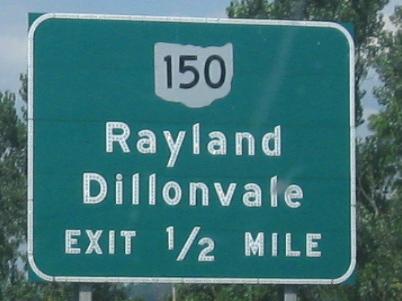 150
Rayland
Dillonvale
EXIT 1/2 MILE